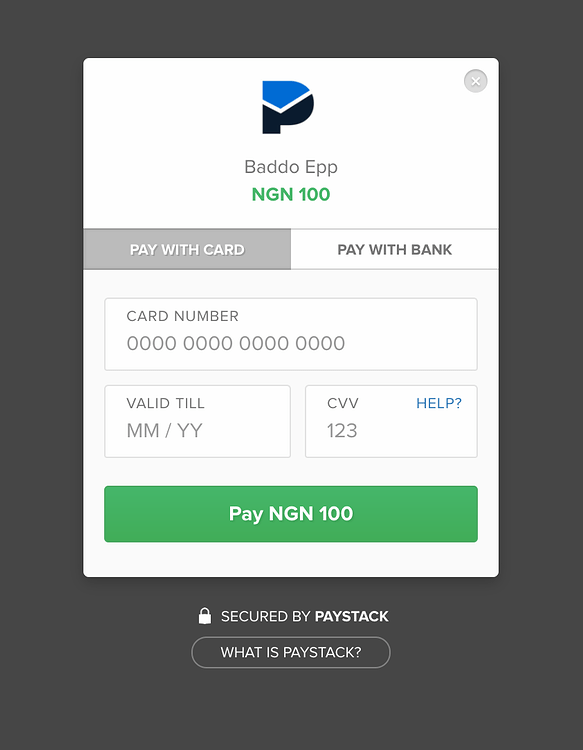 Baddo Epp
NGN 100
PAY WITH CARD
PAY WITH BANK
CARD NUMBER
0000 0000 0000 0000
VALID TILL
MM / YY
CVV
HELP?
123
Pay NGN 100
SECURED BY PAYSTACK
WHAT IS PAYSTACK?